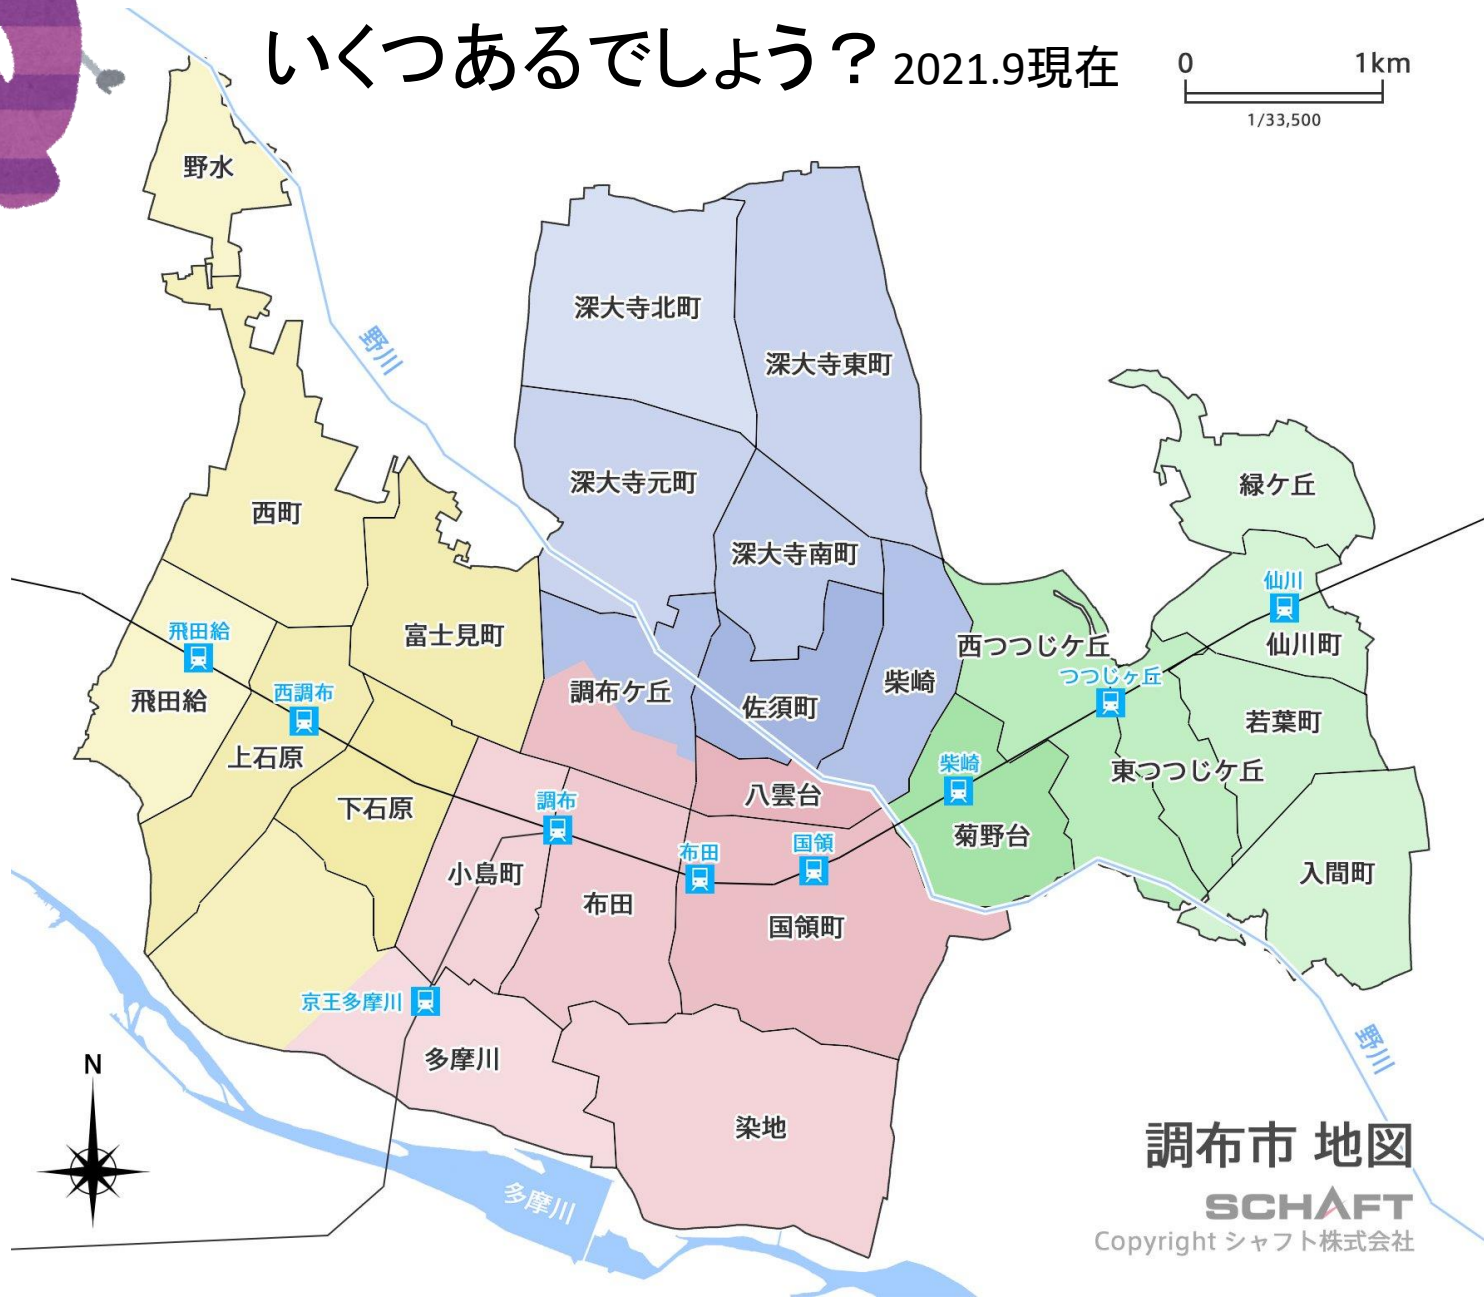 いくつあるでしょう？ 2021.9現在
0 1km
1/33,500
野水
野川
深大寺北町
深大寺東町
深大寺元町
緑ケ丘
西町
深大寺南町
仙川
飛田給
富士見町
西つつじケ丘
仙川町
つつじヶ丘
飛田給
西調布
調布ケ丘
柴崎
佐須町
若葉町
上石原
柴崎
東つつじケ丘
下石原
調布
八雲台
菊野台
国領
布田
小島町
入間町
布田
国領町
京王多摩川
多摩川
野川
N
染地
多摩川
調布市 地図
SCHAFT
Copyright シャフト株式会社